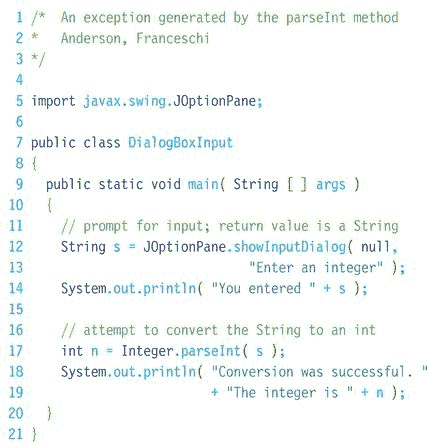 1 /* An exception generated by the parseInt method
2 * Anderson, Franceschi
3 */
4
5 import javax.swing.JOptionPane;
6
7 public class DialogBoxInput
8 {
9 public static void main( String [ ] args )
10 {
11 // prompt for input; return value is a String
12 String s = JOptionPane.showInputDialog( null,
13 "Enter an integer" );
14 System.out.println( "You entered " + s );
15
16 // attempt to convert the String to an int
17 int n = Integer.parseInt( s );
18 System.out.println( "Conversion was successful. "
19 + "The integer is " + n );
20 }
21 }